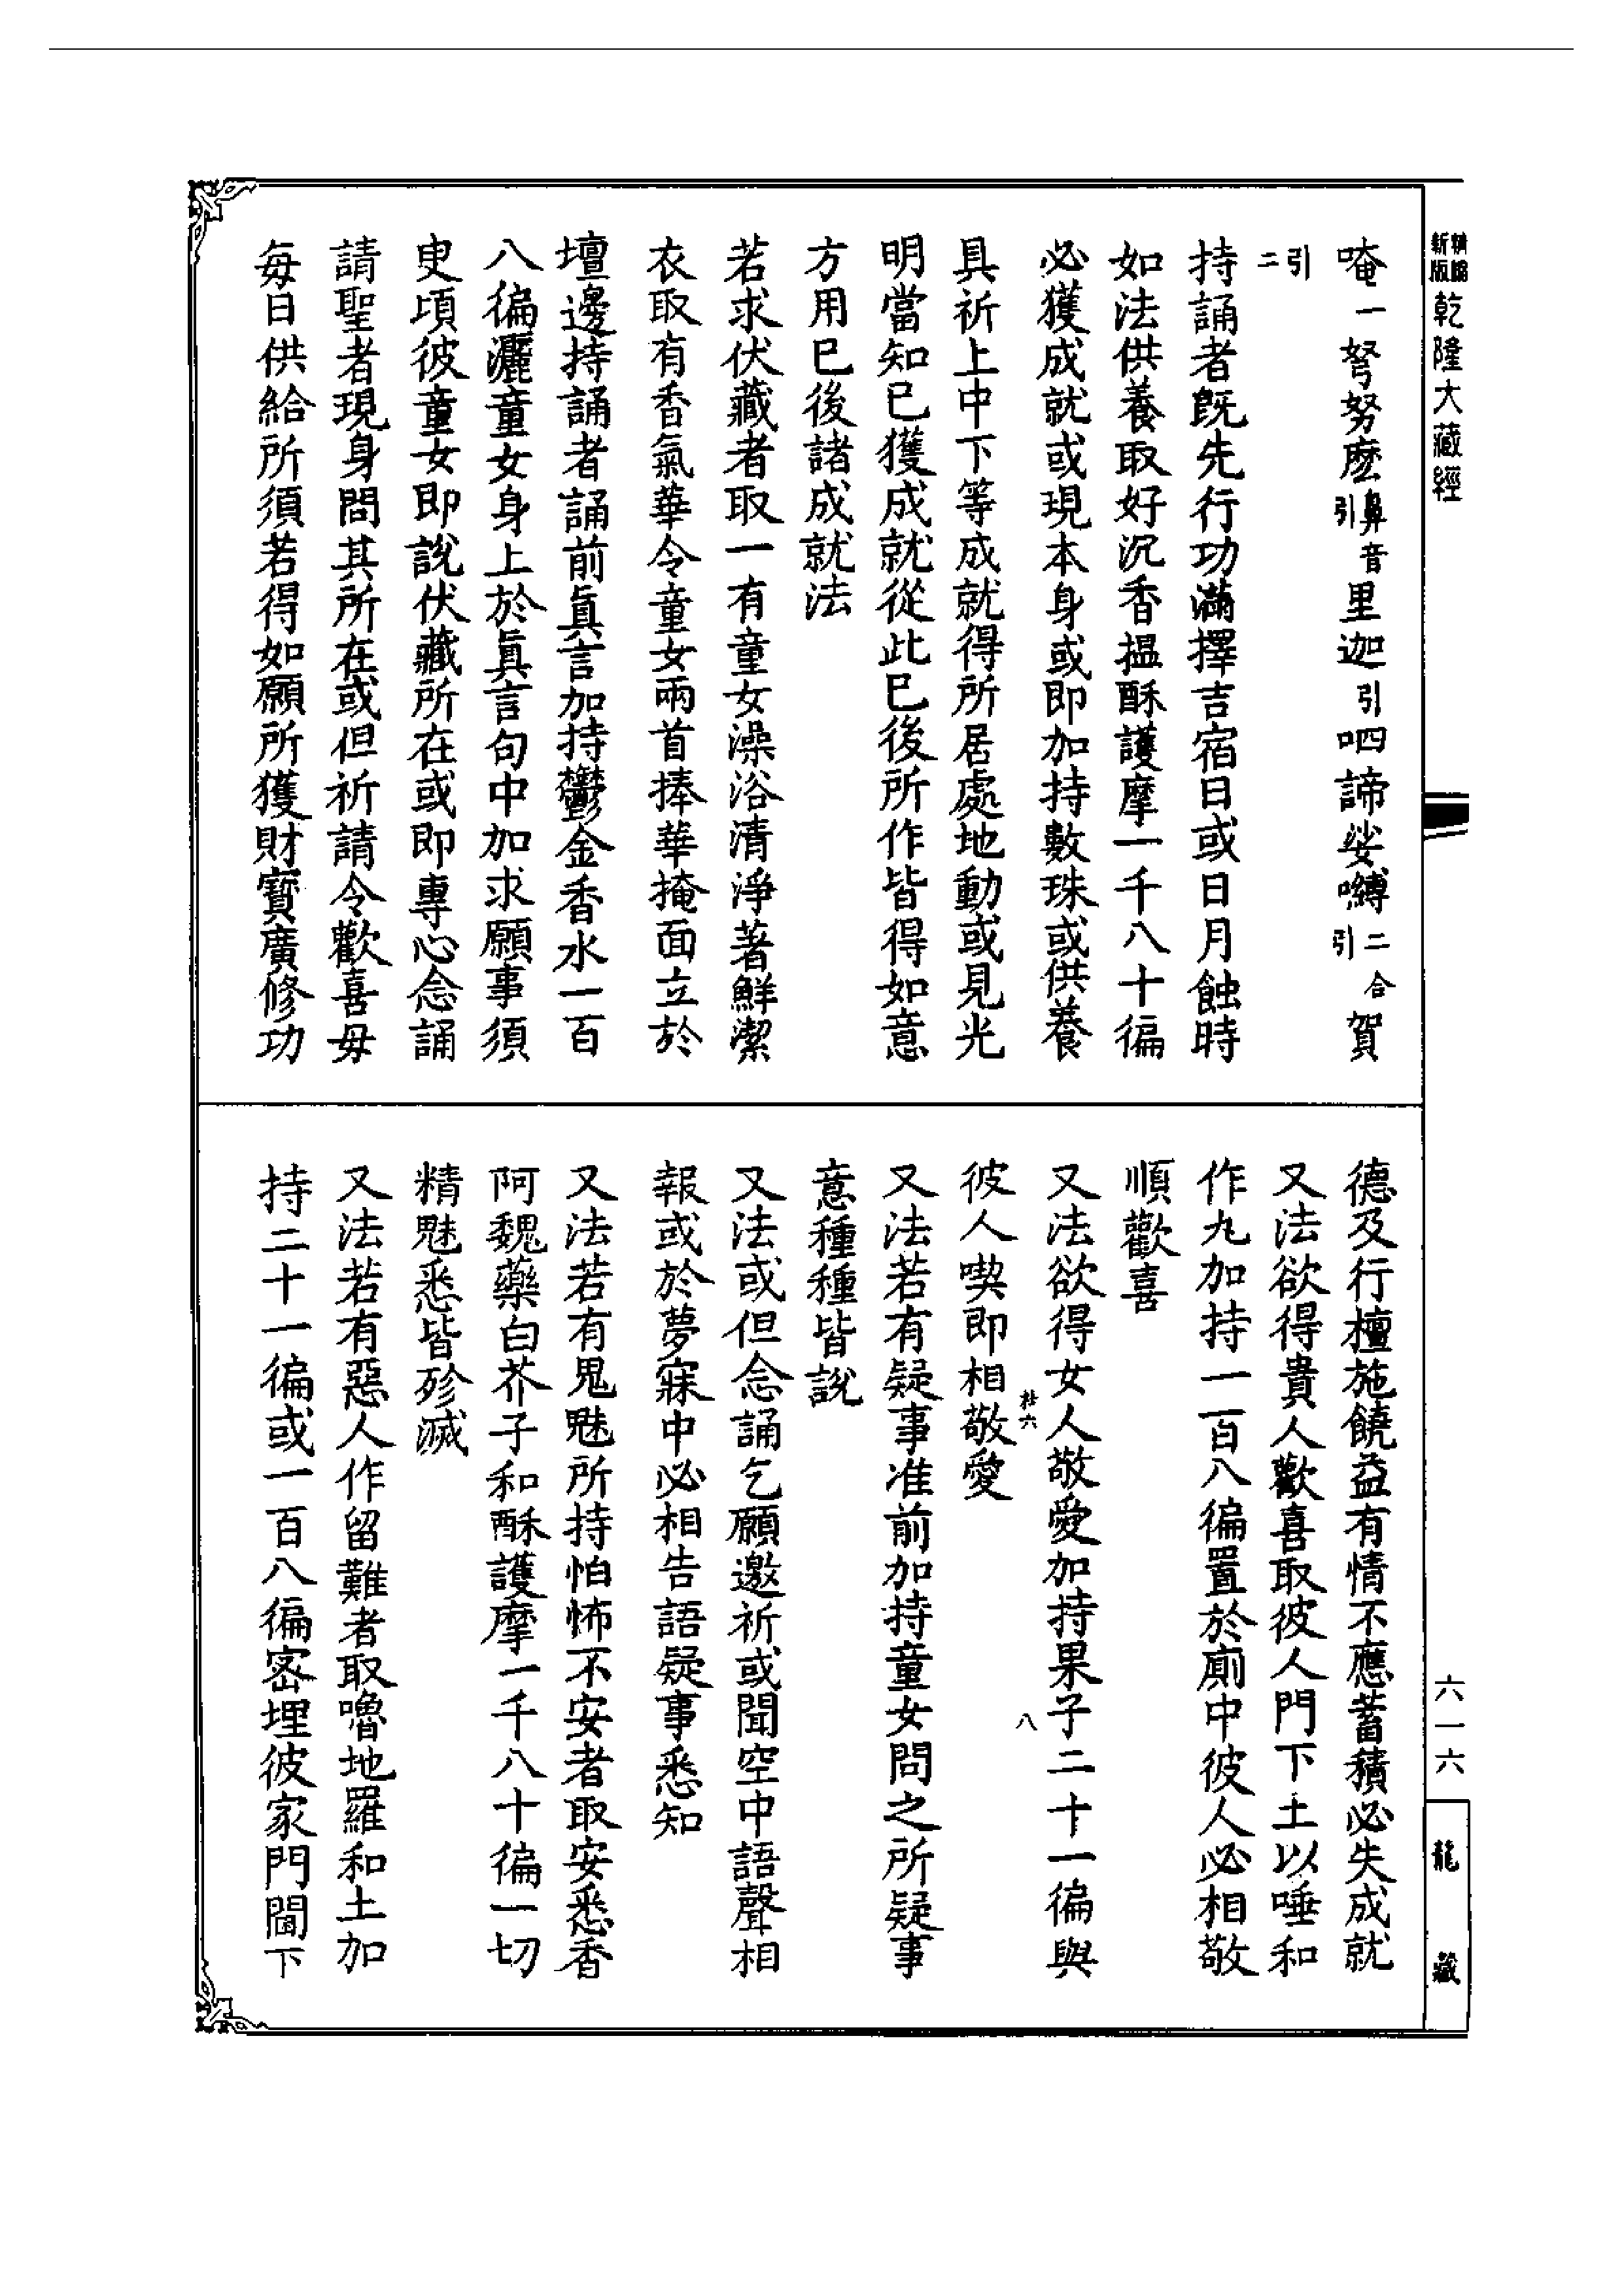 精縮新版乾隆大藏經
唵一弩努麽鼻音引里迦引呬諦娑嚩二合引賀
引二
持誦者旣先行功滿擇吉宿日或日月蝕時
如法供養取好沉香搵酥護摩一千八十徧
必獲成就或現本身或即加持數珠或供養
具祈上中下等成就得所居處地動或見光
明當知已獲成就從此已後所作皆得如意
方用已後諸成就法
若求伏藏者取一有童女澡浴清淨著鮮潔
衣取有香氣華令童女兩首捧華掩面立於
壇邊持誦者誦前眞言加持鬱金香水一百
八徧灑童女身上於眞言句中加求願事須
臾頃彼童女即說伏藏所在或即專心念誦
請聖者現身問其所在或但祈請令歡喜毋
每日供給所須若得如願所獲財寶廣修功
德及行檀施饒益有情不應蓄積必失成就
又法欲得貴人歡喜取彼人門下土以唾和
作丸加持一百八徧置於廁中彼人必相敬
順歡喜
又法欲得女人敬愛加持果子二十一徧與
六 八
彼人喫即相敬愛
又法若有疑事准前加持童女問之所疑事
意種種皆說
又法或但念誦乞願邀祈或聞空中語聲相
報或於夢寐中必相告語疑事悉知
又法若有鬼魅所持怕怖不安者取安悉香
阿魏藥白芥子和酥護摩一千八十徧一切
精魅悉皆殄滅
又法若有惡人作留難者取嚕地羅和土加
持二十一徧或一百八徧密埋彼家門閫下
六一六
龍藏